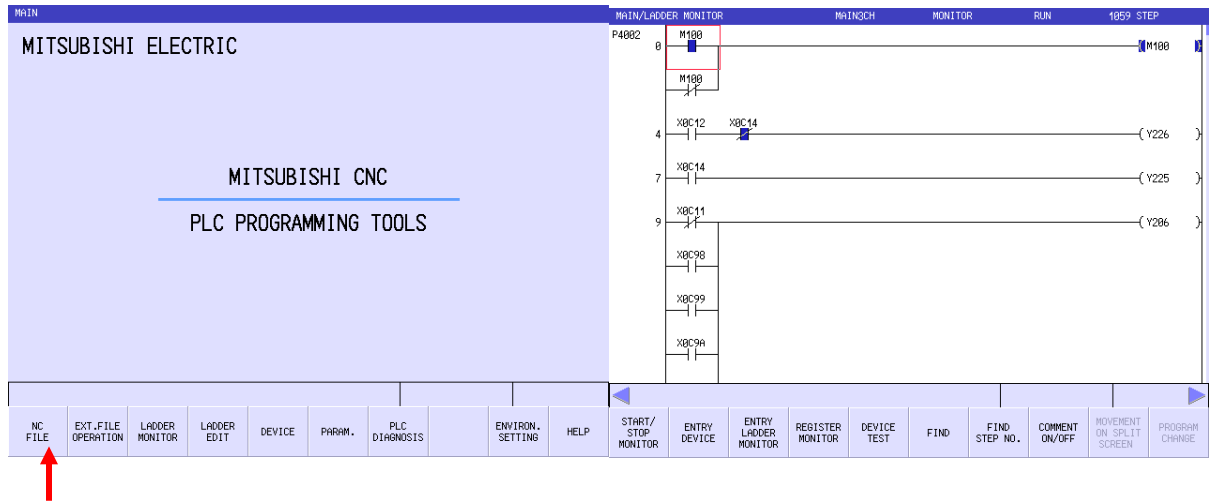 MAIN
MITSUBISHI ELECTRIC
MITSUBISHI CNC
PLC PROGRAMMING TOOLS
NC FILE
EXT.FILE OPERATION
LADDER MONITOR
LADDER EDIT
DEVICE
PARAM.
PLC DIAGNOSIS
ENVIRON. SETTING
HELP
MAIN/LADDER MONITOR MAIN3CH MONITOR RUN 1059 STEP
P4002
0 M100 M100
M100
4 X0C12 X0C14 Y226
7 X0C14 Y225
9 X0C11 Y206
X0C98
X0C99
X0C9A
START/ STOP MONITOR
ENTRY DEVICE
ENTRY LADDER MONITOR
REGISTER MONITOR
DEVICE TEST
FIND
FIND STEP NO.
COMMENT ON/OFF
MOVEMENT ON SPLIT SCREEN
PROGRAM CHANGE